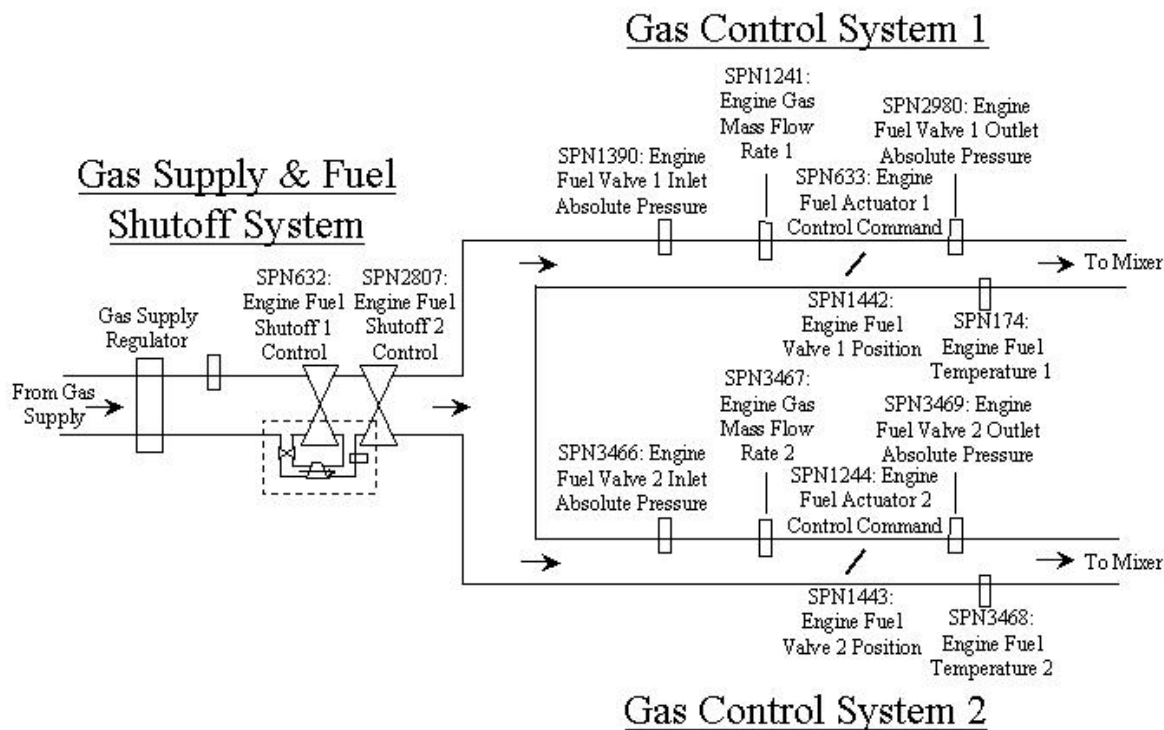 Gas Control System 1
SPN1241:
Engine Gas
Mass Flow
Rate 1
SPN2980: Engine
Fuel Valve 1 Outlet
Absolute Pressure
SPN1390: Engine
Fuel Valve 1 Inlet
Absolute Pressure
SPN633: Engine
Fuel Actuator 1
Control Command
Gas Supply & Fuel
Shutoff System
To Mixer
SPN632:
Engine Fuel
Shutoff 1
Control
SPN2807:
Engine Fuel
Shutoff 2
Control
Gas Supply
Regulator
SPN1442:
Engine Fuel
Valve 1 Position
SPN174:
Engine Fuel
Temperature 1
From Gas
Supply
SPN3467:
Engine Gas
Mass Flow
Rate 2
SPN3469: Engine
Fuel Valve 2 Outlet
Absolute Pressure
SPN3466: Engine
Fuel Valve 2 Inlet
Absolute Pressure
SPN1244: Engine
Fuel Actuator 2
Control Command
To Mixer
SPN1443:
Engine Fuel
Valve 2 Position
SPN3468:
Engine Fuel
Temperature 2
Gas Control System 2